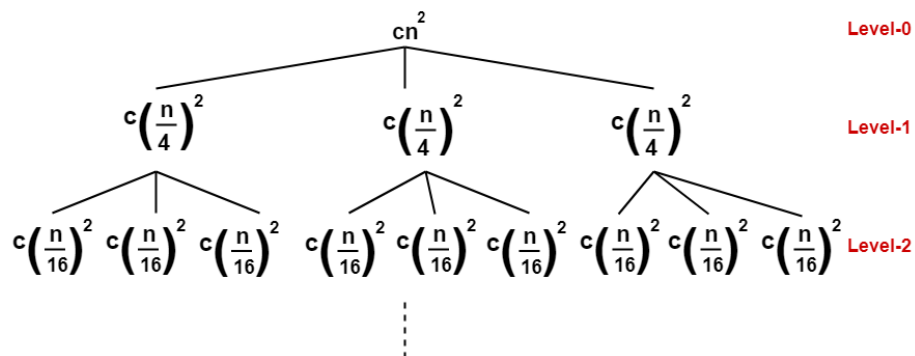 cn² Level-0
c(n/4)² c(n/4)² c(n/4)² Level-1
c(n/16)² c(n/16)² c(n/16)² c(n/16)² c(n/16)² c(n/16)² c(n/16)² c(n/16)² c(n/16)² Level-2